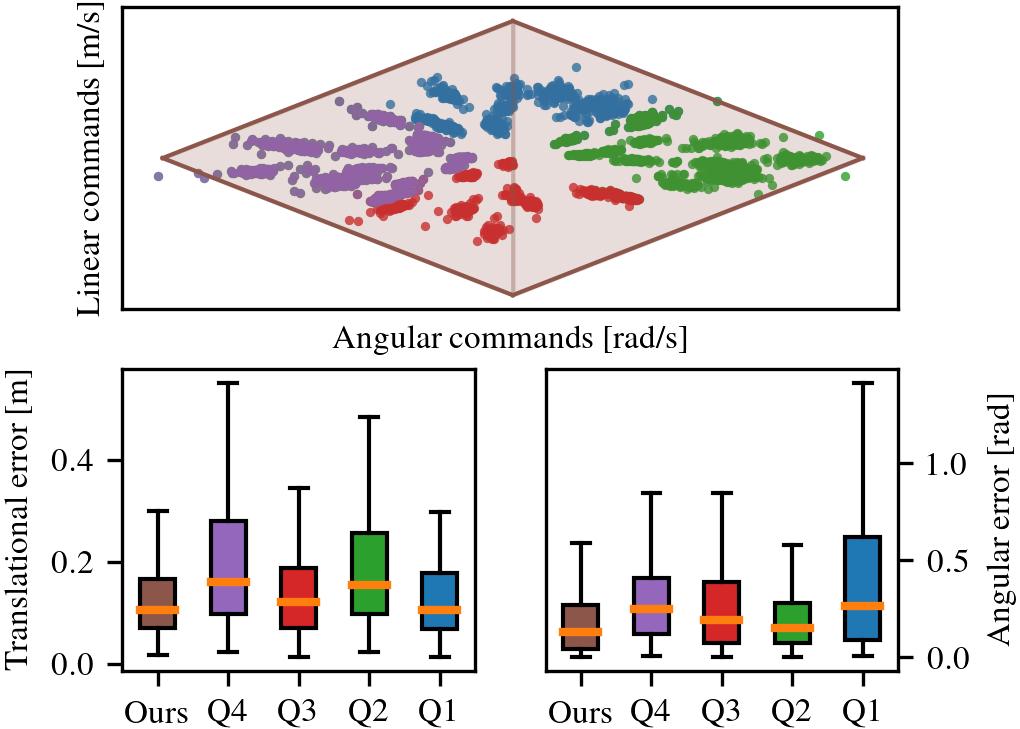 Linear commands [m/s]
Angular commands [rad/s]
Translational error [m]
0.4
0.2
0.0
Ours Q4 Q3 Q2 Q1
1.0
0.5
0.0
Angular error [rad]
Ours Q4 Q3 Q2 Q1